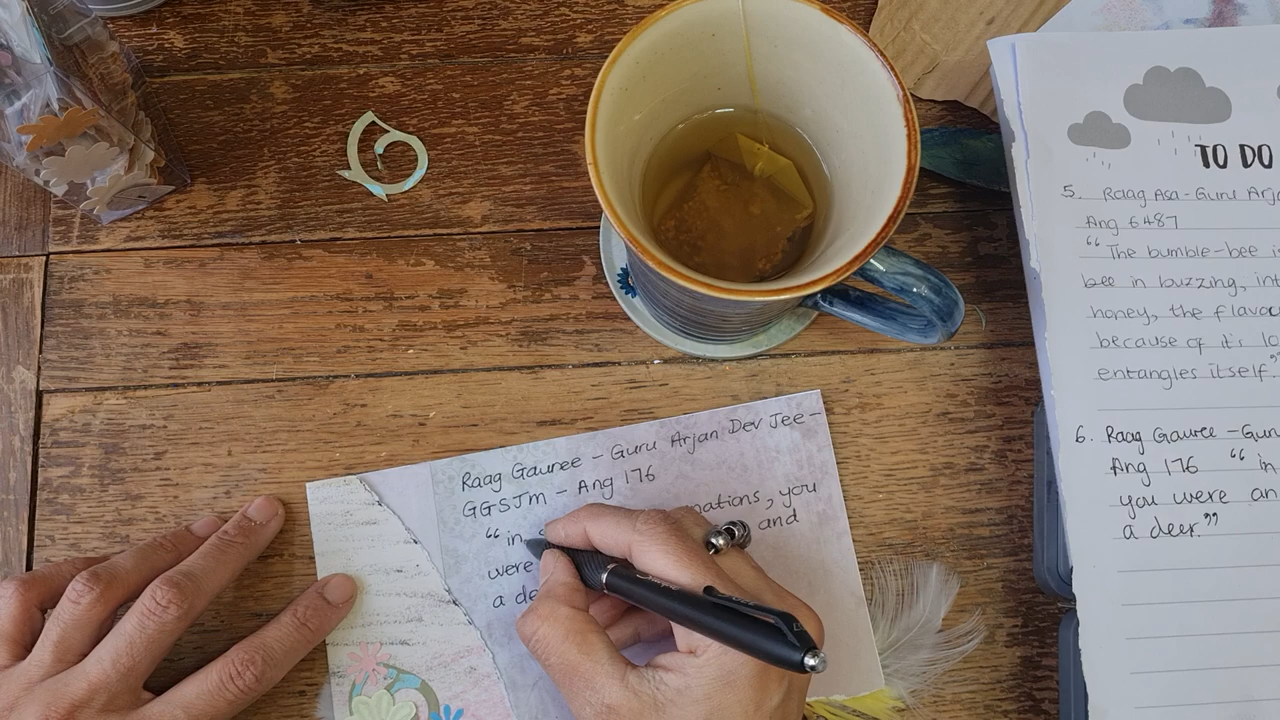 Raag Gauree - Guru Arjan Dev Jee -
GGSJm - Ang 176
"in nations, you
were and
a de
TO DO
5. Raag Asa - Guru Arja
Ang 6487
"The bumble-bee i
bee in buzzing, int
honey, the flavou
because of it's lo
entangles itself."
6. Raag Gauree - Guru
Ang 176 "in
you were an
a deer."